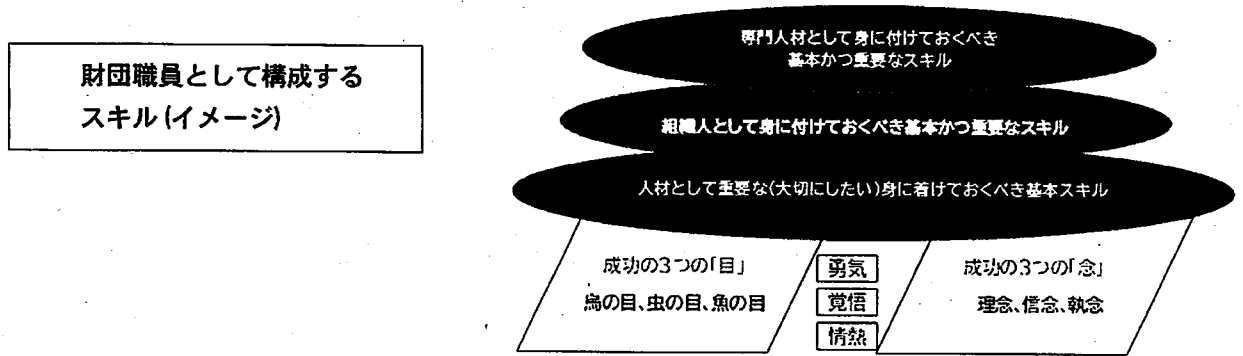 財団職員として構成する
スキル(イメージ)
専門人材として身に付けておくべき
基本かつ重要なスキル
組織人として身に付けておくべき基本かつ重要なスキル
人材として重要な(大切にしたい)身に着けておくべき基本スキル
成功の3つの「目」
鳥の目、虫の目、魚の目
勇気
覚悟
情熱
成功の3つの「念」
理念、信念、執念